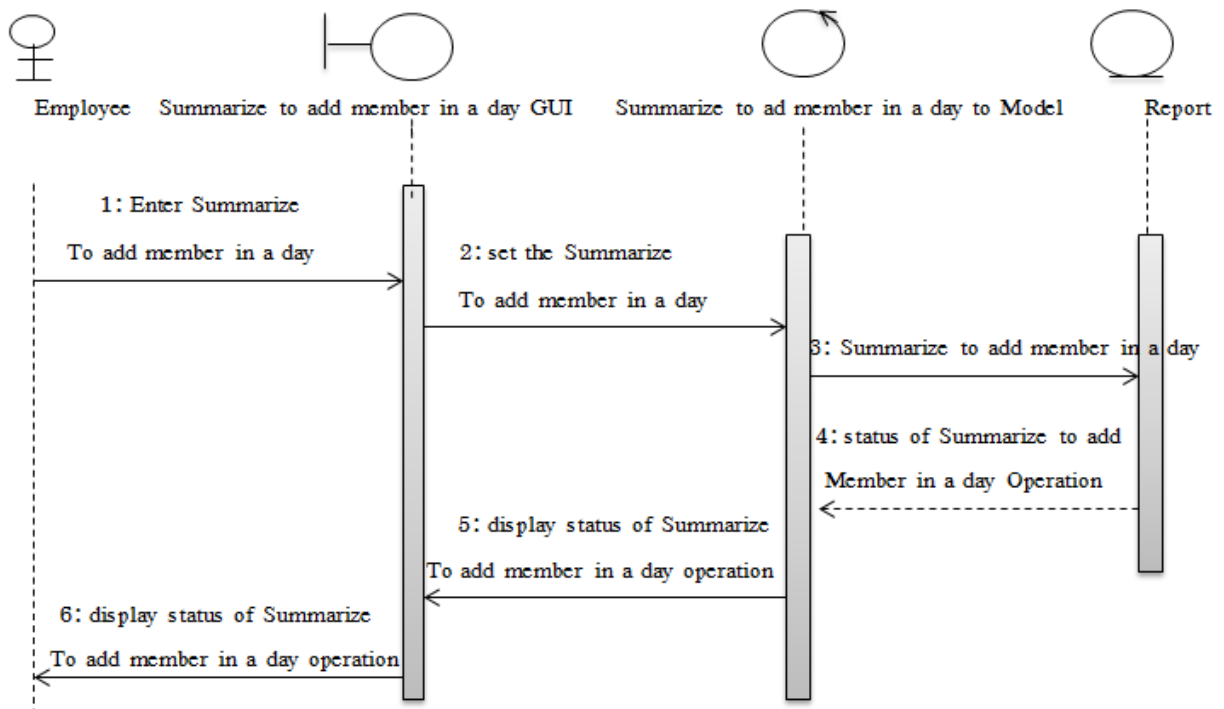 Employee Summarize to add member in a day GUI Summarize to ad member in a day to Model Report
1: Enter Summarize
To add member in a day
2: set the Summarize
To add member in a day
3: Summarize to add member in a day
4: status of Summarize to add
Member in a day Operation
5: display status of Summarize
To add member in a day operation
6: display status of Summarize
To add member in a day operation